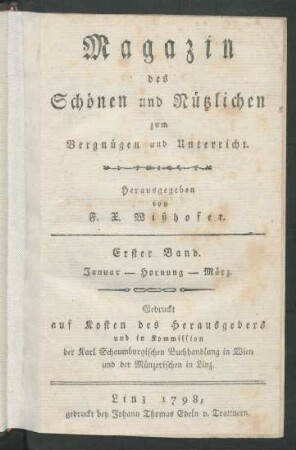 Magazin
des
Schönen und Nützlichen
zum
Vergnügen und Unterricht.
Herausgegeben
von
F. X. Wißhofer.
Erster Band.
Januar — Hornung — März.
Gedruckt
auf Kosten des Herausgebers
und in Kommission
der Karl Schaumburgischen Buchhandlung in Wien
und der Münzerischen in Linz.
Linz 1798,
gedruckt bey Johann Thomas Edeln v. Trattnern.